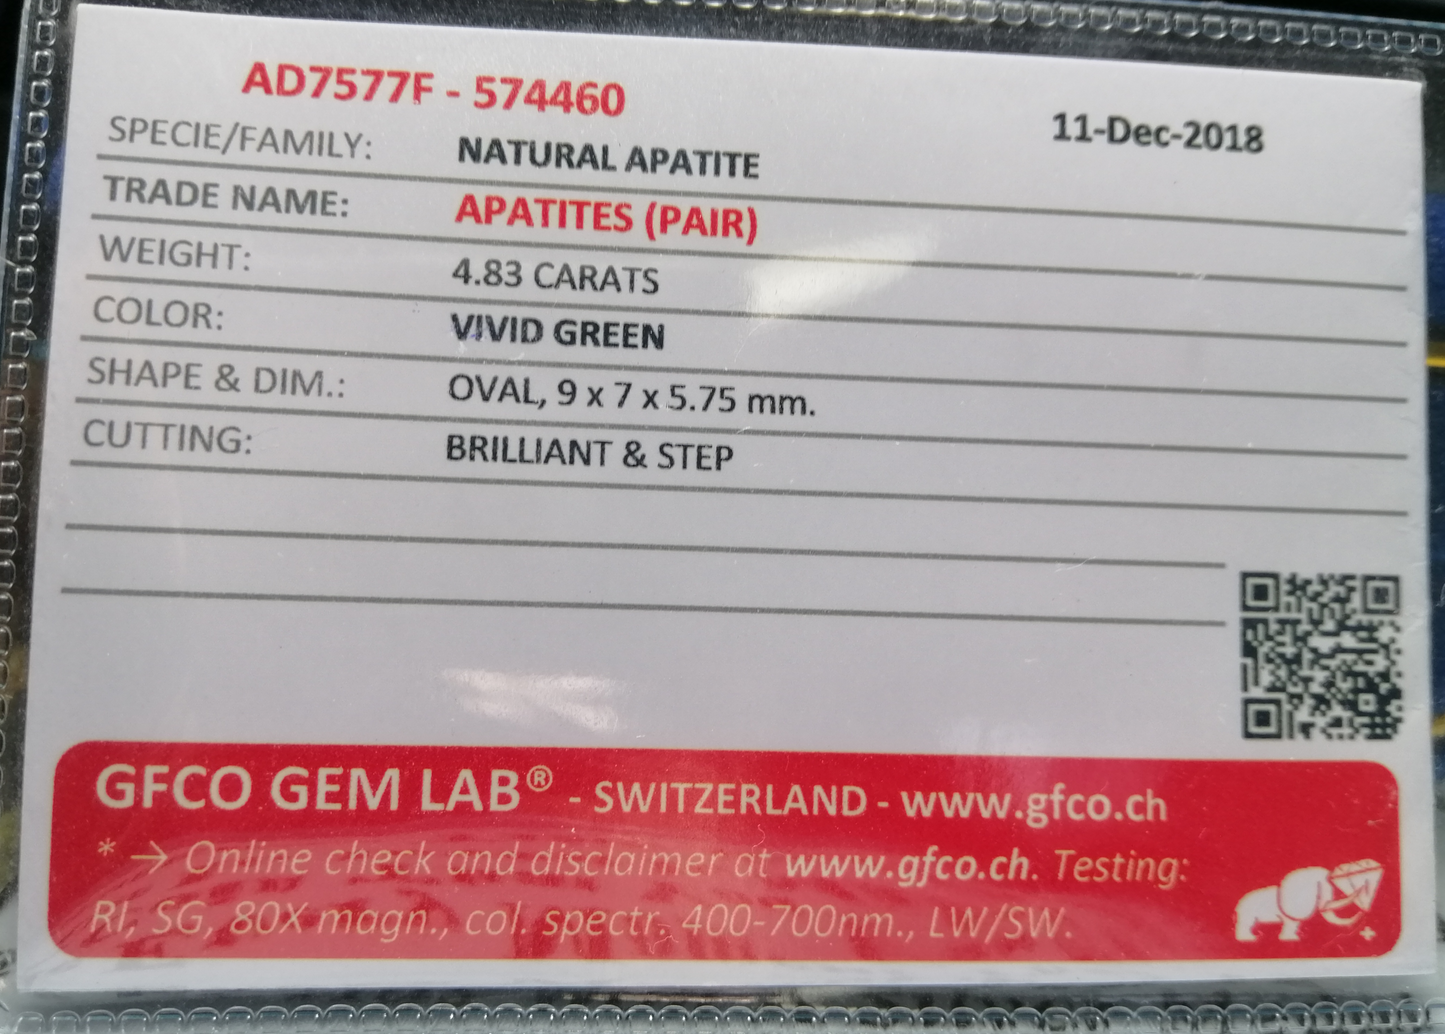 AD7577F - 574460
11-Dec-2018
SPECIE/FAMILY: NATURAL APATITE
TRADE NAME: APATITES (PAIR)
WEIGHT: 4.83 CARATS
COLOR: VIVID GREEN
SHAPE & DIM.: OVAL, 9 x 7 x 5.75 mm.
CUTTING: BRILLIANT & STEP
GFCO GEM LAB® - SWITZERLAND - www.gfco.ch
* → Online check and disclaimer at www.gfco.ch. Testing:
RI, SG, 80X magn., col. spectr. 400-700nm., LW/SW.